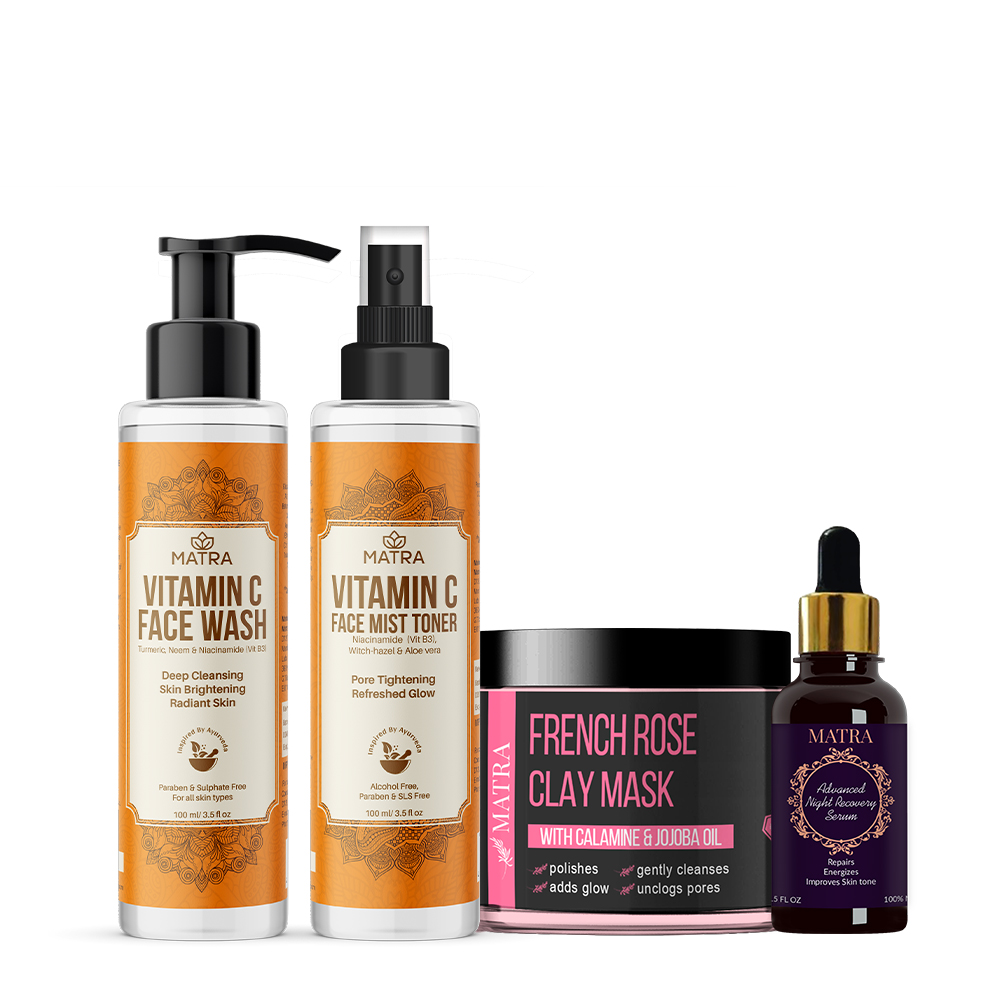 MATRA
VITAMIN C
FACE WASH
Turmeric, Neem & Niacinamide (Vit B3)
Deep Cleansing
Skin Brightening
Radiant Skin
Inspired By Ayurveda
Paraben & Sulphate Free
For all skin types
100 ml/ 3.5 fl oz
MATRA
VITAMIN C
FACE MIST TONER
Niacinamide (Vit B3),
Witch-hazel & Aloe vera
Pore Tightening
Refreshed Glow
Inspired By Ayurveda
Alcohol Free,
Paraben & SLS Free
100 ml/ 3.5 fl oz
MATRA
FRENCH ROSE
CLAY MASK
WITH CALAMINE & JOJOBA OIL
polishes
gently cleanses
adds glow
unclogs pores
MATRA
Advanced
Night Recovery
Serum
Repairs
Energizes
Improves Skin tone
.5 FL OZ
100%